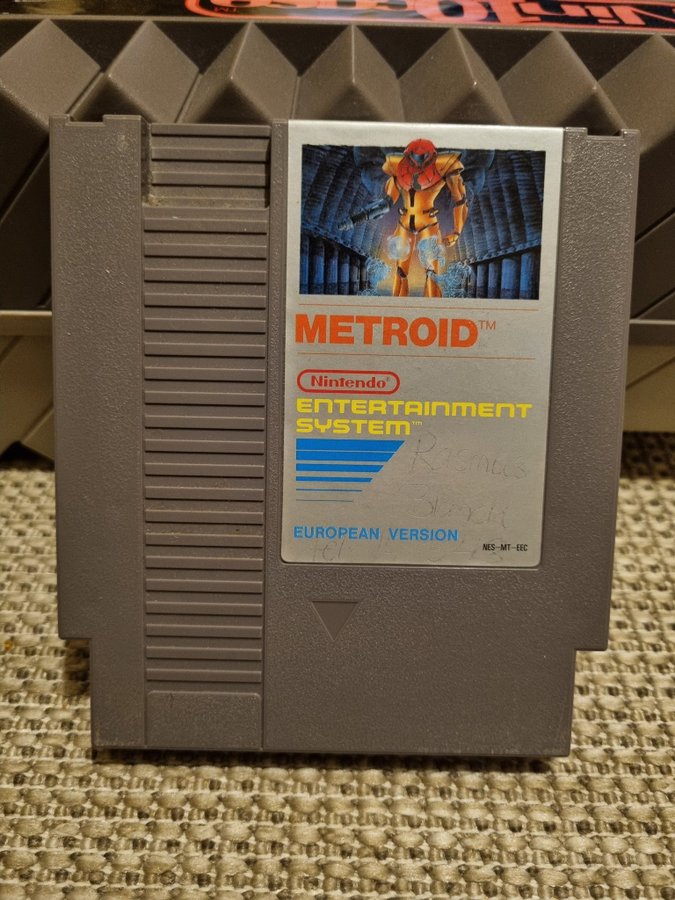 METROID™
Nintendo®
ENTERTAINMENT
SYSTEM™
Rasmus
EUROPEAN VERSION
NES-MT-EEC